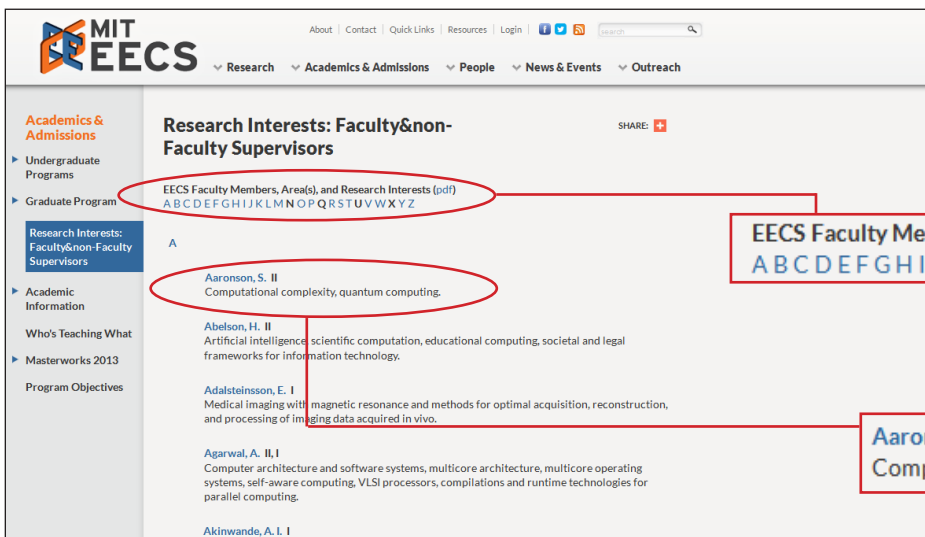 MIT
EECS
About | Contact | Quick Links | Resources | Login |
search
Research Academics & Admissions People News & Events Outreach
Academics &
Admissions
Undergraduate
Programs
Graduate Program
Research Interests:
Faculty&non-Faculty
Supervisors
Academic
Information
Who's Teaching What
Masterworks 2013
Program Objectives
Research Interests: Faculty&non-
Faculty Supervisors
SHARE:
EECS Faculty Members, Area(s), and Research Interests (pdf)
A B C D E F G H I J K L M N O P Q R S T U V W X Y Z
A
Aaronson, S. II
Computational complexity, quantum computing.
Abelson, H. II
Artificial intelligence, scientific computation, educational computing, societal and legal
frameworks for information technology.
Adalsteinsson, E. I
Medical imaging with magnetic resonance and methods for optimal acquisition, reconstruction,
and processing of imaging data acquired in vivo.
Agarwal, A. II, I
Computer architecture and software systems, multicore architecture, multicore operating
systems, self-aware computing, VLSI processors, compilations and runtime technologies for
parallel computing.
Akinwande, A. I. I
EECS Faculty Me
A B C D E F G H I
Aaro
Comp